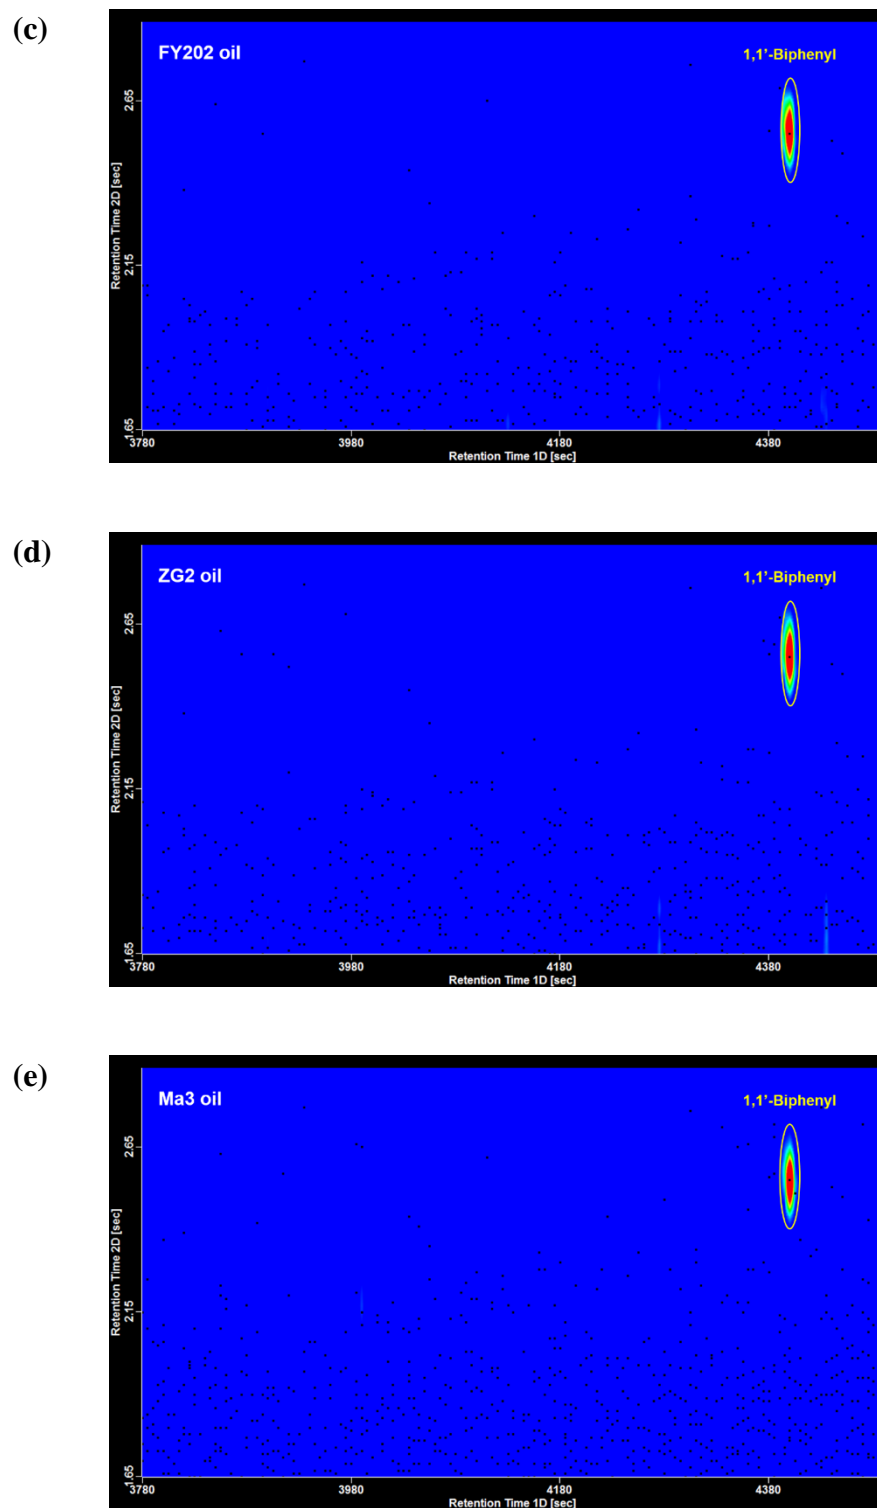 (c)
FY202 oil
1,1’-Biphenyl
Retention Time 2D [sec]
2.65
2.15
1.65
3780
3980
4180
4380
Retention Time 1D [sec]
(d)
ZG2 oil
1,1’-Biphenyl
Retention Time 2D [sec]
2.65
2.15
1.65
3780
3980
4180
4380
Retention Time 1D [sec]
(e)
Ma3 oil
1,1’-Biphenyl
Retention Time 2D [sec]
2.65
2.15
1.65
3780
3980
4180
4380
Retention Time 1D [sec]